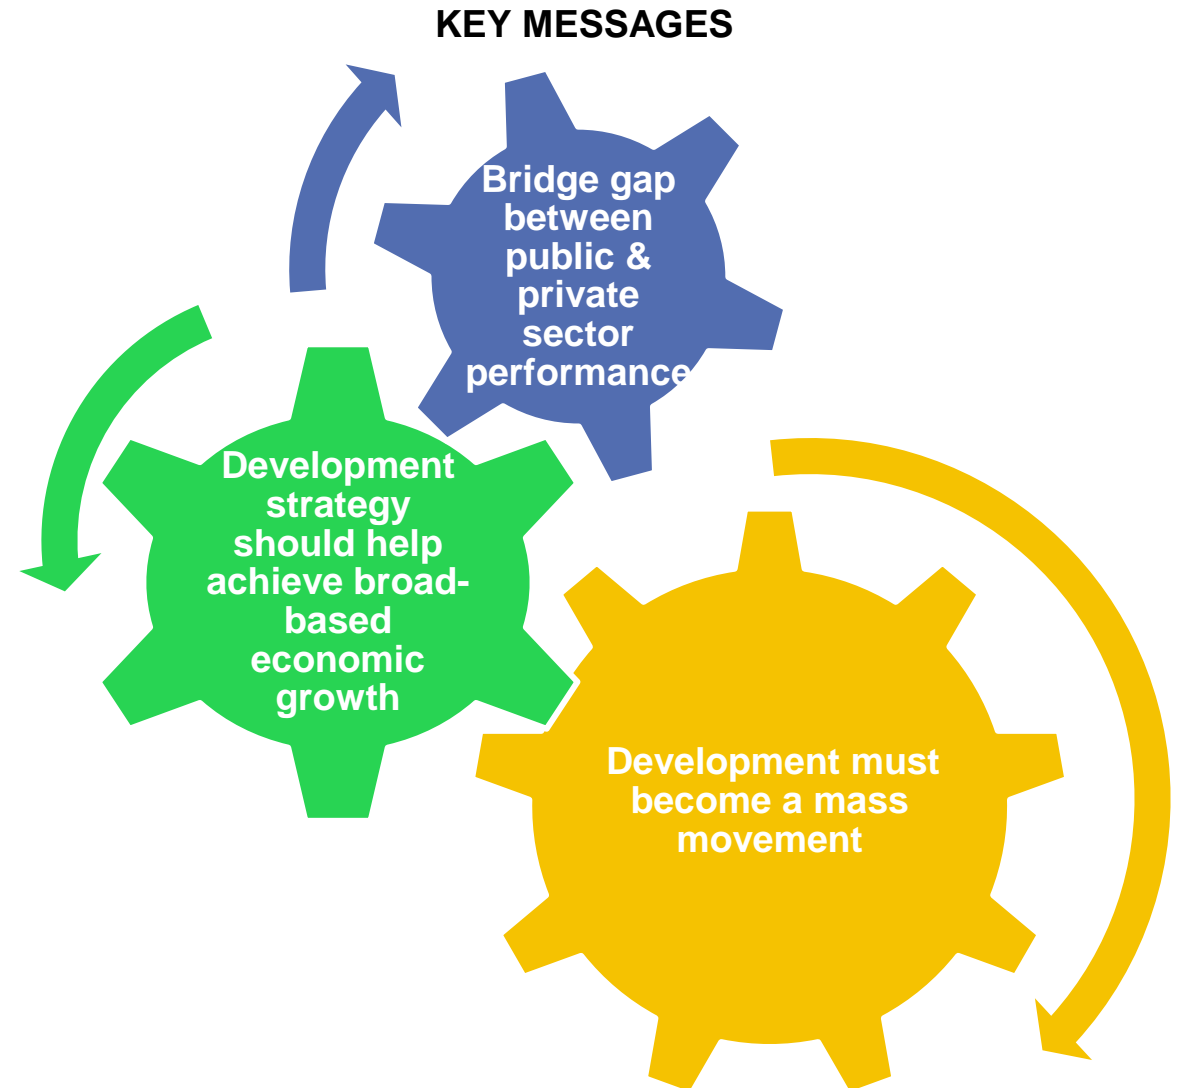 KEY MESSAGES
Bridge gap
between
public &
private
sector
performance
Development
strategy
should help
achieve broad-
based
economic
growth
Development must
become a mass
movement